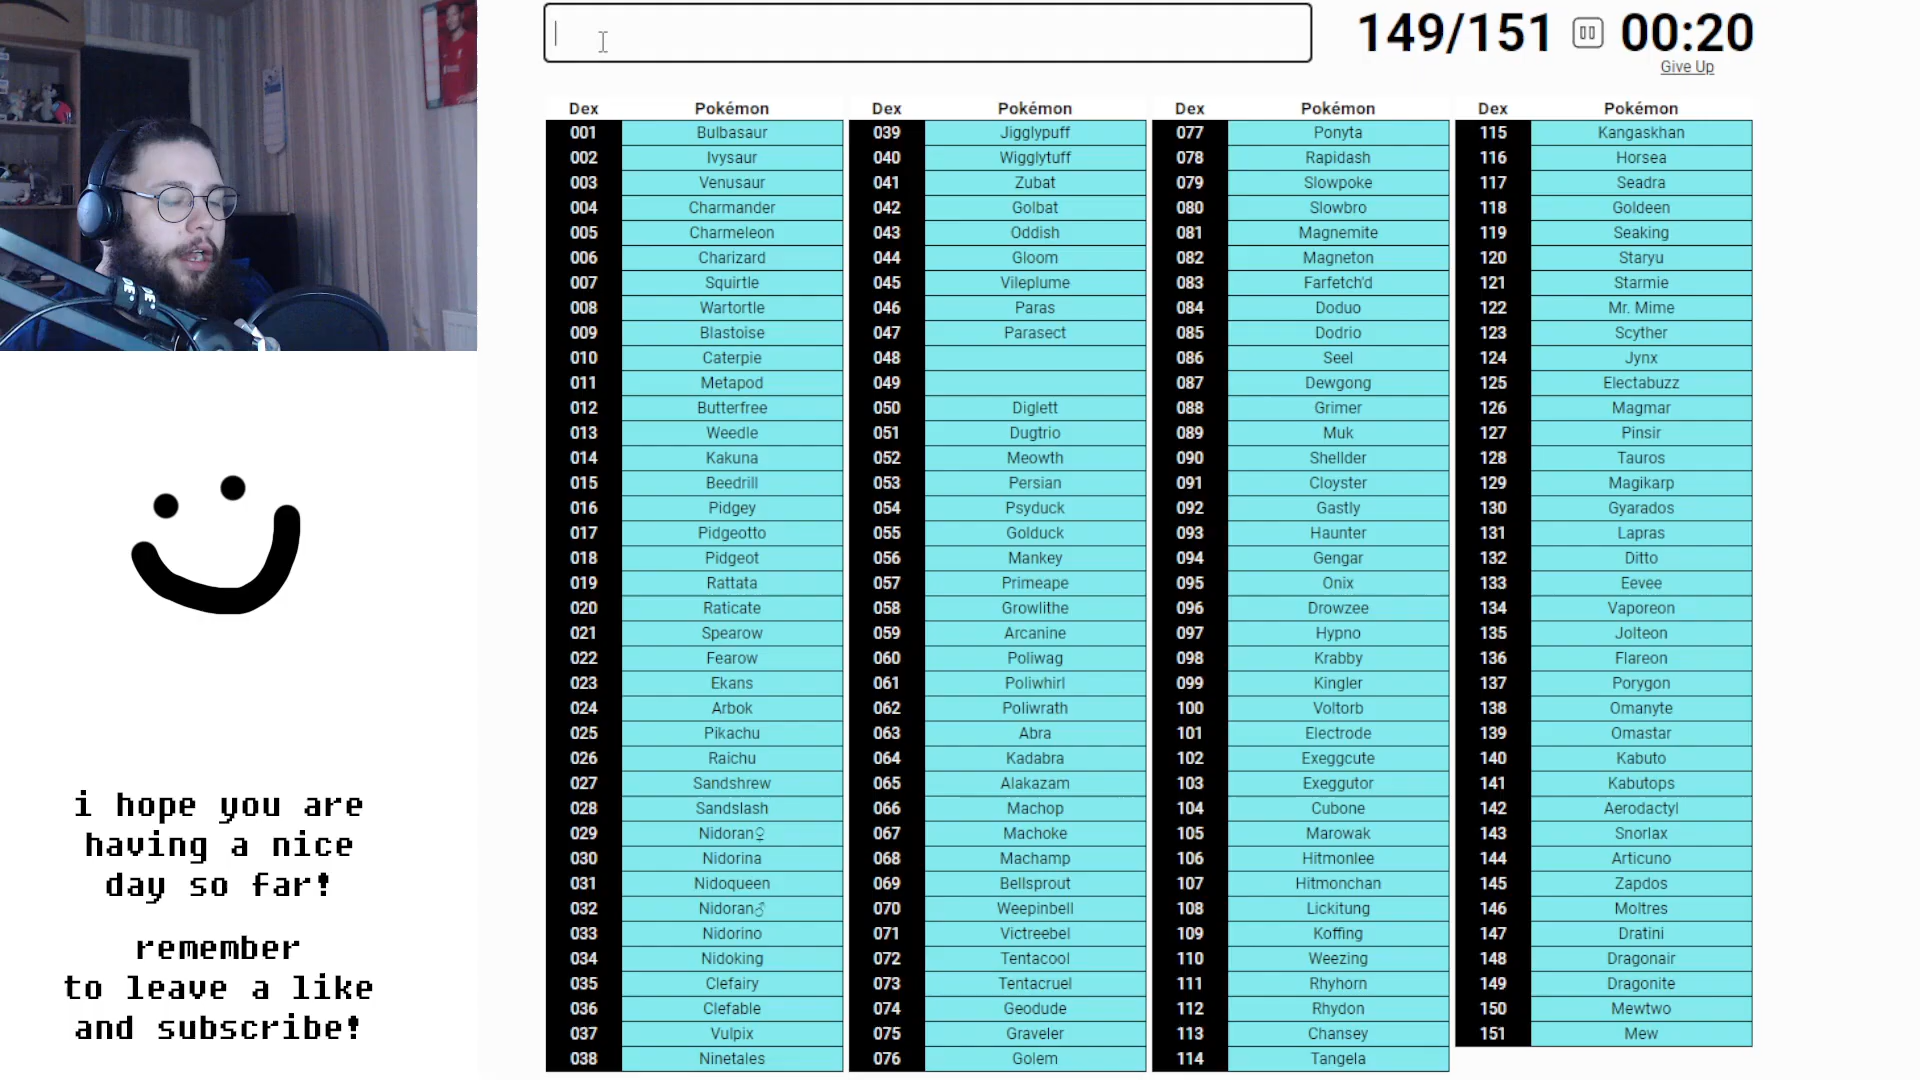 149/151 00:20
Give Up
Dex Pokémon Dex Pokémon Dex Pokémon Dex Pokémon
001 Bulbasaur 039 Jigglypuff 077 Ponyta 115 Kangaskhan
002 Ivysaur 040 Wigglytuff 078 Rapidash 116 Horsea
003 Venusaur 041 Zubat 079 Slowpoke 117 Seadra
004 Charmander 042 Golbat 080 Slowbro 118 Goldeen
005 Charmeleon 043 Oddish 081 Magnemite 119 Seaking
006 Charizard 044 Gloom 082 Magneton 120 Staryu
007 Squirtle 045 Vileplume 083 Farfetch'd 121 Starmie
008 Wartortle 046 Paras 084 Doduo 122 Mr. Mime
009 Blastoise 047 Parasect 085 Dodrio 123 Scyther
010 Caterpie 048 086 Seel 124 Jynx
011 Metapod 049 087 Dewgong 125 Electabuzz
012 Butterfree 050 Diglett 088 Grimer 126 Magmar
013 Weedle 051 Dugtrio 089 Muk 127 Pinsir
014 Kakuna 052 Meowth 090 Shellder 128 Tauros
015 Beedrill 053 Persian 091 Cloyster 129 Magikarp
016 Pidgey 054 Psyduck 092 Gastly 130 Gyarados
017 Pidgeotto 055 Golduck 093 Haunter 131 Lapras
018 Pidgeot 056 Mankey 094 Gengar 132 Ditto
019 Rattata 057 Primeape 095 Onix 133 Eevee
020 Raticate 058 Growlithe 096 Drowzee 134 Vaporeon
021 Spearow 059 Arcanine 097 Hypno 135 Jolteon
022 Fearow 060 Poliwag 098 Krabby 136 Flareon
023 Ekans 061 Poliwhirl 099 Kingler 137 Porygon
024 Arbok 062 Poliwrath 100 Voltorb 138 Omanyte
025 Pikachu 063 Abra 101 Electrode 139 Omastar
026 Raichu 064 Kadabra 102 Exeggcute 140 Kabuto
027 Sandshrew 065 Alakazam 103 Exeggutor 141 Kabutops
028 Sandslash 066 Machop 104 Cubone 142 Aerodactyl
029 Nidoran♀ 067 Machoke 105 Marowak 143 Snorlax
030 Nidorina 068 Machamp 106 Hitmonlee 144 Articuno
031 Nidoqueen 069 Bellsprout 107 Hitmonchan 145 Zapdos
032 Nidoran♂ 070 Weepinbell 108 Lickitung 146 Moltres
033 Nidorino 071 Victreebel 109 Koffing 147 Dratini
034 Nidoking 072 Tentacool 110 Weezing 148 Dragonair
035 Clefairy 073 Tentacruel 111 Rhyhorn 149 Dragonite
036 Clefable 074 Geodude 112 Rhydon 150 Mewtwo
037 Vulpix 075 Graveler 113 Chansey 151 Mew
038 Ninetales 076 Golem 114 Tangela
i hope you are
having a nice
day so far!
remember
to leave a like
and subscribe!